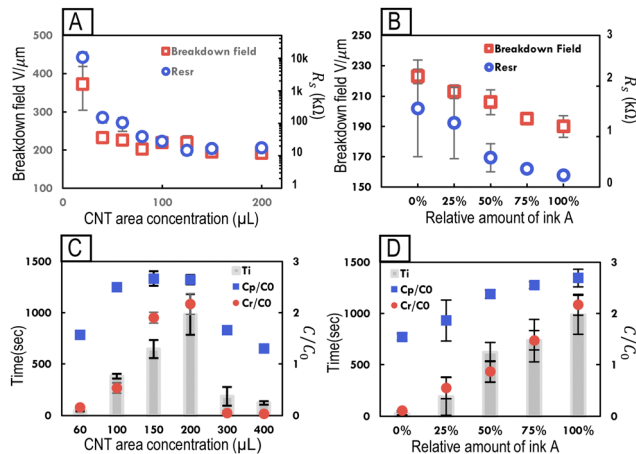 A
Breakdown field V/μm
500
400
300
200
100
Breakdown field
Resr
10k
1k
100
10
1
Rs (kΩ)
0 50 100 150 200
CNT area concentration (μL)
B
Breakdown field V/μm
250
230
210
190
170
150
Breakdown Field
Resr
3
2
1
0
Rs (kΩ)
0% 25% 50% 75% 100%
Relative amount of ink A
C
Time(sec)
1500
1000
500
0
Ti
Cp/C0
Cr/C0
3
2
1
0
C/C0
60 100 150 200 300 400
CNT area concentration (μL)
D
Time(sec)
1500
1000
500
0
Ti
Cp/C0
Cr/C0
3
2
1
0
C/C0
0% 25% 50% 75% 100%
Relative amount of ink A